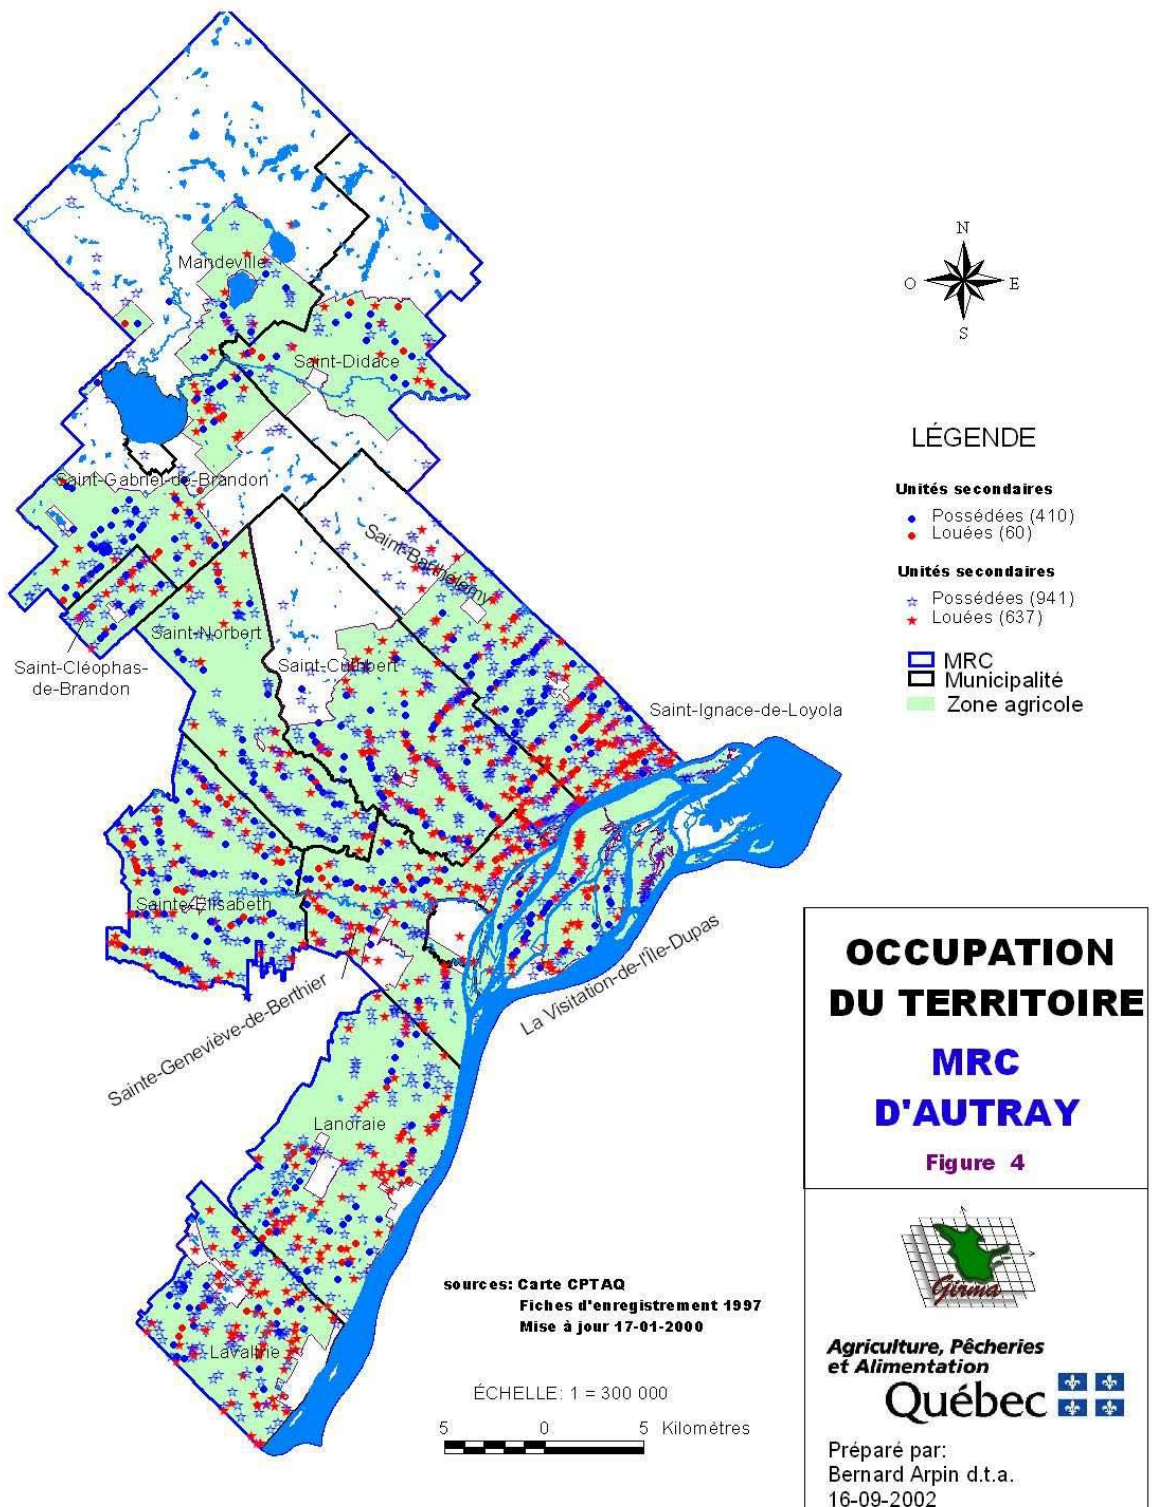 N
O
E
S
Mandeville
Saint-Didace
Saint-Gabriel-de-Brandon
Saint-Barthélemy
Saint-Norbert
Saint-Cuthbert
Saint-Cléophas-
de-Brandon
Saint-Ignace-de-Loyola
Sainte-Élisabeth
Sainte-Geneviève-de-Berthier
La Visitation-de-l'Île-Dupas
Lanoraie
Lavaltrie
LÉGENDE
Unités secondaires
Possédées (410)
Louées (60)
Unités secondaires
Possédées (941)
Louées (637)
MRC
Municipalité
Zone agricole
OCCUPATION
DU TERRITOIRE
MRC
D'AUTRAY
Figure 4
Girma
sources: Carte CPTAQ
Fiches d'enregistrement 1997
Mise à jour 17-01-2000
ÉCHELLE: 1 = 300 000
5 0 5 Kilomètres
Agriculture, Pêcheries
et Alimentation
Québec
Préparé par:
Bernard Arpin d.t.a.
16-09-2002